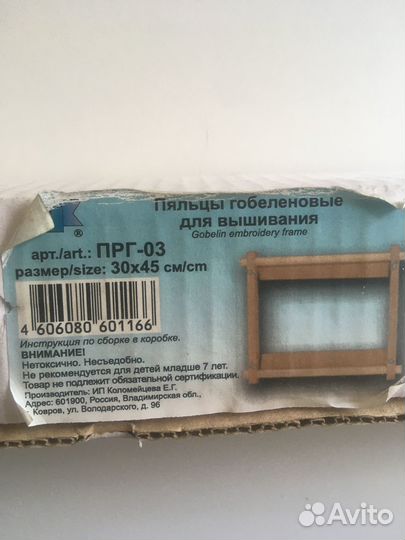 ®
Пяльцы гобеленовые
для вышивания
Gobelin embroidery frame
арт./art.: ПРГ-03
размер/size: 30x45 см/cm
4 606080 601166
Инструкция по сборке в коробке.
ВНИМАНИЕ!
Нетоксично. Несъедобно.
Не рекомендуется для детей младше 7 лет.
Товар не подлежит обязательной сертификации.
Производитель: ИП Коломейцева Е.Г.
Адрес: 601900, Россия, Владимирская обл.,
г. Ковров, ул. Володарского, д. 96
Avito